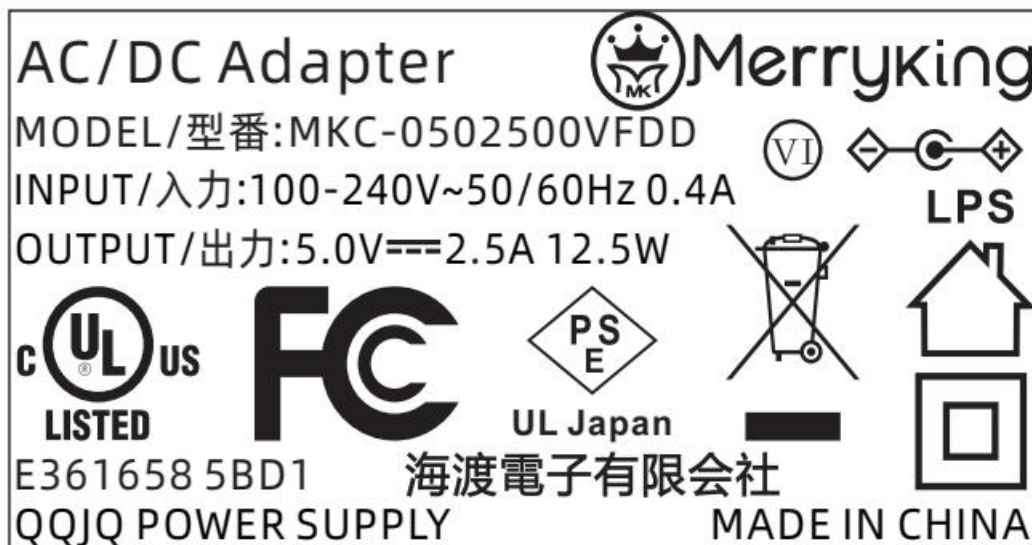 AC/DC Adapter
MK Merryking
MODEL/型番:MKC-0502500VFDD
VI
INPUT/入力:100-240V~50/60Hz 0.4A
LPS
OUTPUT/出力:5.0V⎓2.5A 12.5W
C UL ® US
LISTED
FC
PS
E
UL Japan
E361658 5BD1
海渡電子有限会社
QQJQ POWER SUPPLY
MADE IN CHINA